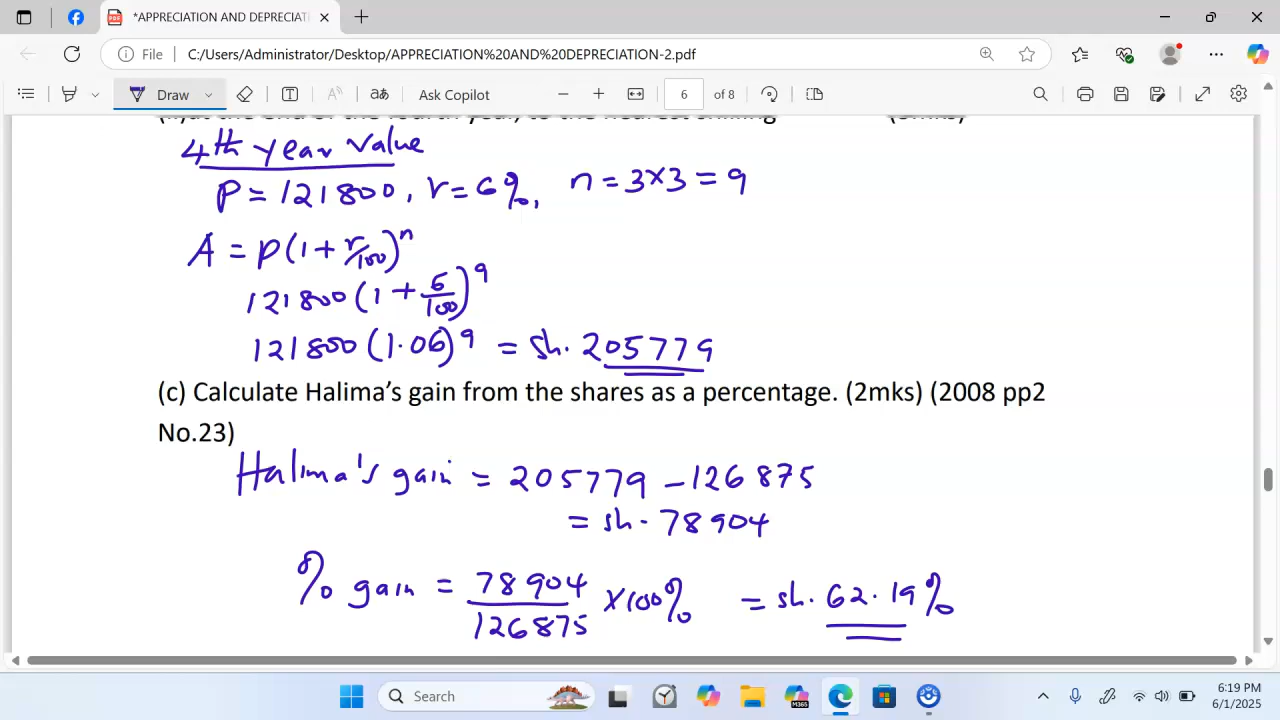 *APPRECIATION AND DEPRECIAT
File C:/Users/Administrator/Desktop/APPRECIATION%20AND%20DEPRECIATION-2.pdf
Draw Ask Copilot 6 of 8
4th year value
P = 121800, r = 6%, n = 3×3 = 9
A = P(1 + r/100)^n
121800(1 + 6/100)^9
121800(1.06)^9 = sh. 205779
(c) Calculate Halima’s gain from the shares as a percentage. (2mks) (2008 pp2
No.23)
Halima's gain = 205779 - 126875
= sh. 78904
% gain = 78904/126875 × 100% = sh. 62.19%
Search
6:19 PM
6/1/2025